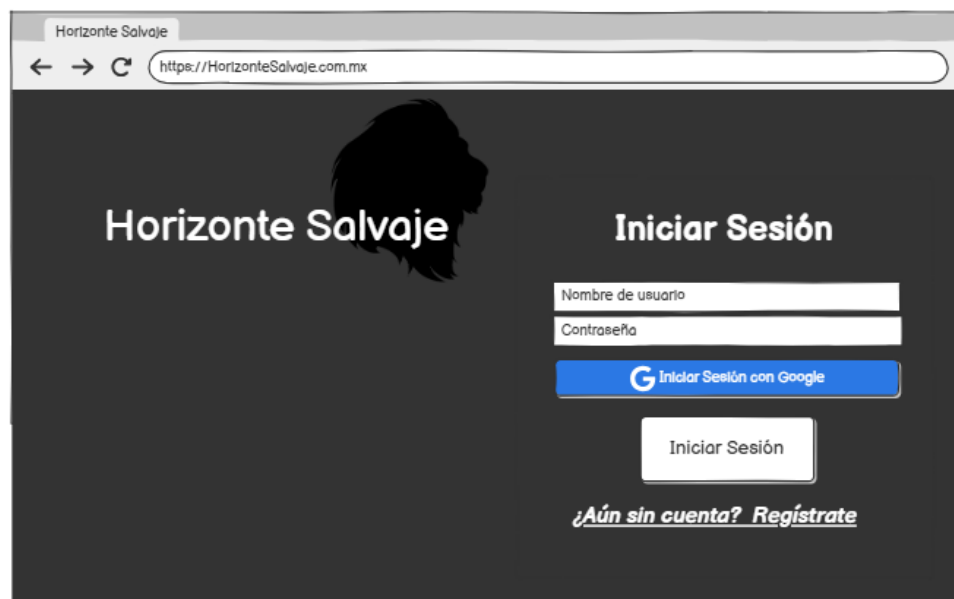 Horizonte Salvaje
https://HorizonteSalvaje.com.mx
Horizonte Salvaje
Iniciar Sesión
Nombre de usuario
Contraseña
G Iniciar Sesión con Google
Iniciar Sesión
¿Aún sin cuenta? Regístrate